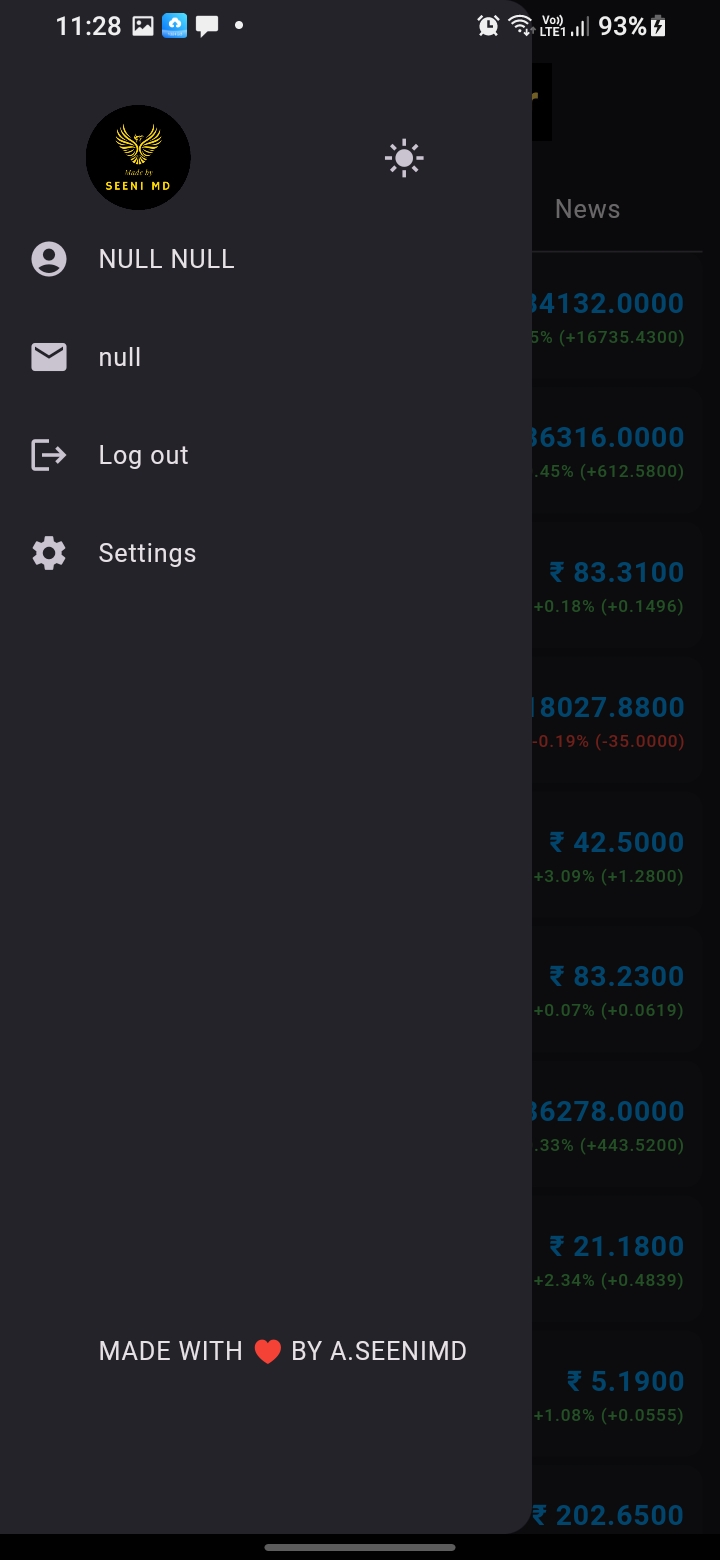 11:28
Vo)) LTE1 93%
Made by
SEENI MD
News
NULL NULL
34132.0000
5% (+16735.4300)
null
36316.0000
.45% (+612.5800)
Log out
Settings
₹ 83.3100
+0.18% (+0.1496)
18027.8800
-0.19% (-35.0000)
₹ 42.5000
+3.09% (+1.2800)
₹ 83.2300
+0.07% (+0.0619)
36278.0000
.33% (+443.5200)
₹ 21.1800
+2.34% (+0.4839)
MADE WITH ❤ BY A.SEENIMD
₹ 5.1900
+1.08% (+0.0555)
₹ 202.6500